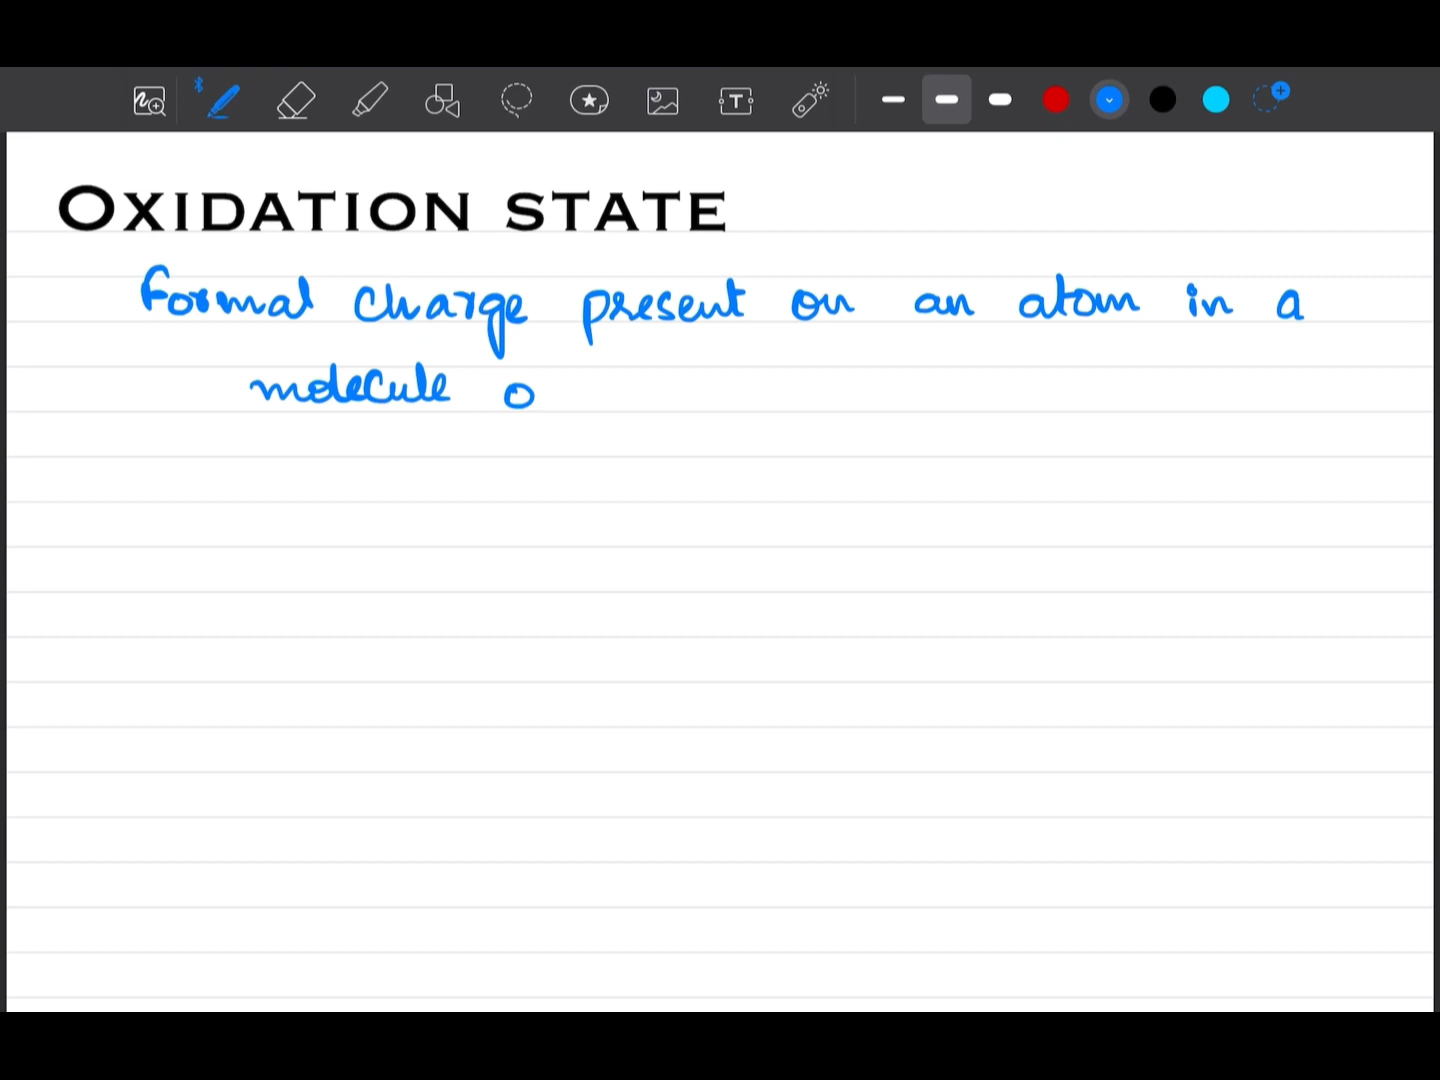 OXIDATION STATE
Formal charge present on an atom in a
molecule o